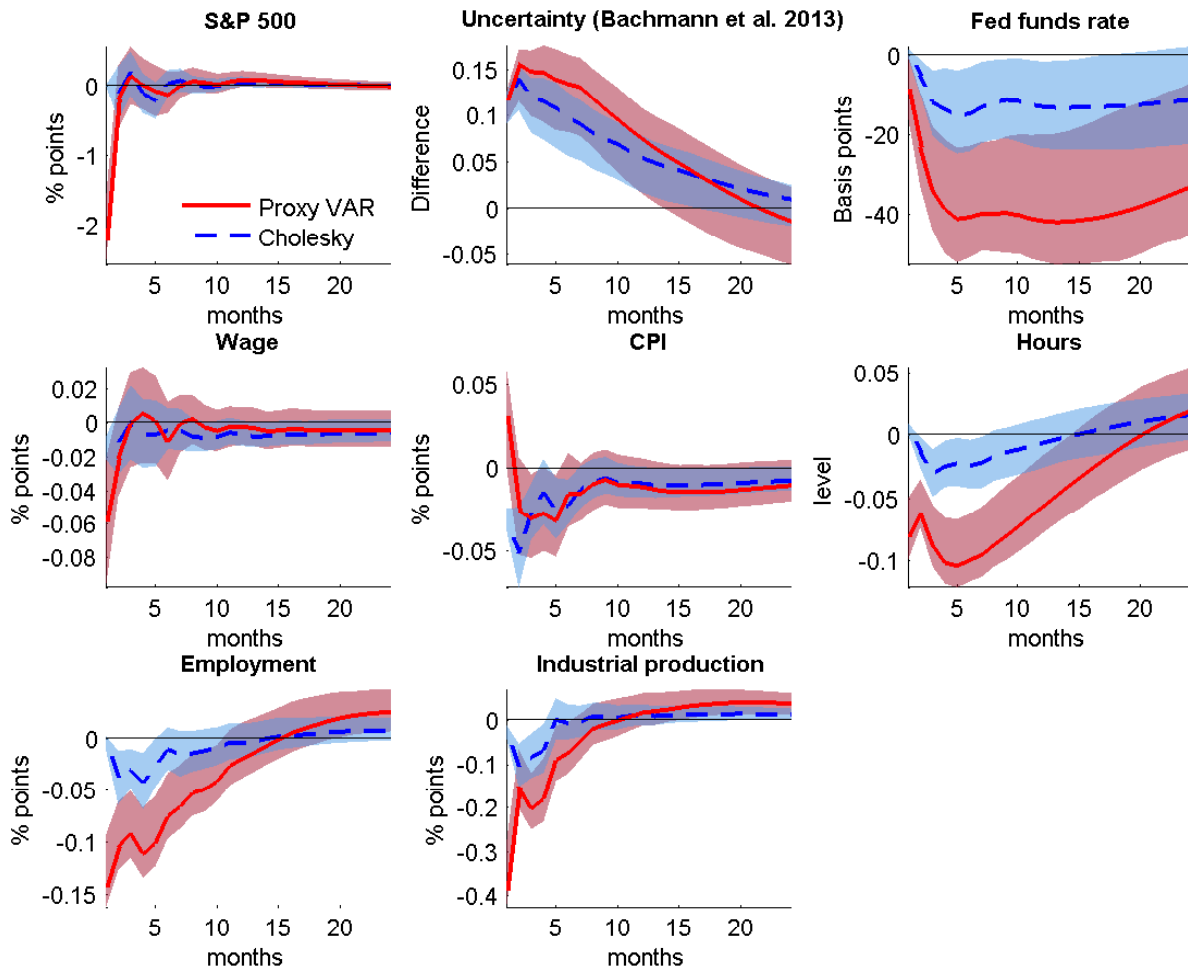 S&P 500
Uncertainty (Bachmann et al. 2013)
Fed funds rate
% points
0
-1
-2
Proxy VAR
Cholesky
5 10 15 20
months
Difference
0.15
0.1
0.05
0
-0.05
5 10 15 20
months
Basis points
0
-20
-40
5 10 15 20
months
Wage
CPI
Hours
% points
0.02
0
-0.02
-0.04
-0.06
-0.08
5 10 15 20
months
% points
0.05
0
-0.05
5 10 15 20
months
level
0.05
0
-0.05
-0.1
5 10 15 20
months
Employment
Industrial production
% points
0
-0.05
-0.1
-0.15
5 10 15 20
months
% points
0
-0.1
-0.2
-0.3
-0.4
5 10 15 20
months